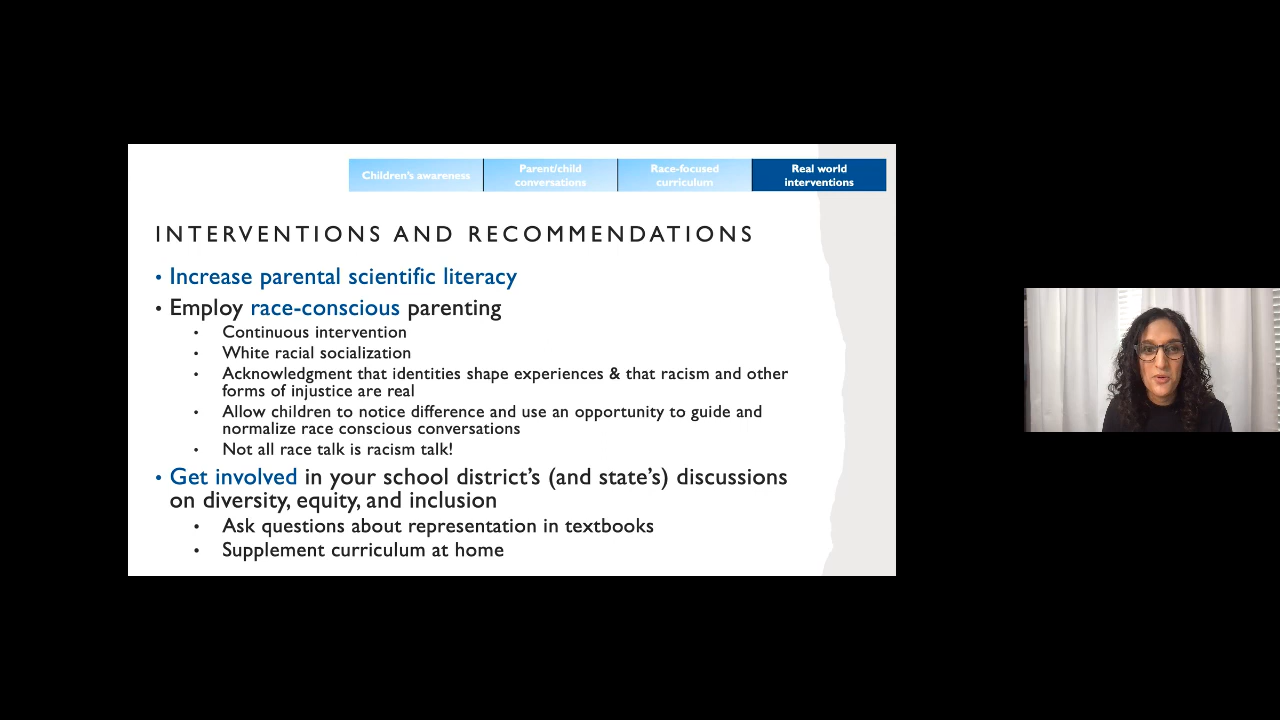 Children's awareness
Parent/child
conversations
Race-focused
curriculum
Real world
interventions
INTERVENTIONS AND RECOMMENDATIONS
• Increase parental scientific literacy
• Employ race-conscious parenting
• Continuous intervention
• White racial socialization
• Acknowledgment that identities shape experiences & that racism and other
forms of injustice are real
• Allow children to notice difference and use an opportunity to guide and
normalize race conscious conversations
• Not all race talk is racism talk!
• Get involved in your school district's (and state's) discussions
on diversity, equity, and inclusion
• Ask questions about representation in textbooks
• Supplement curriculum at home